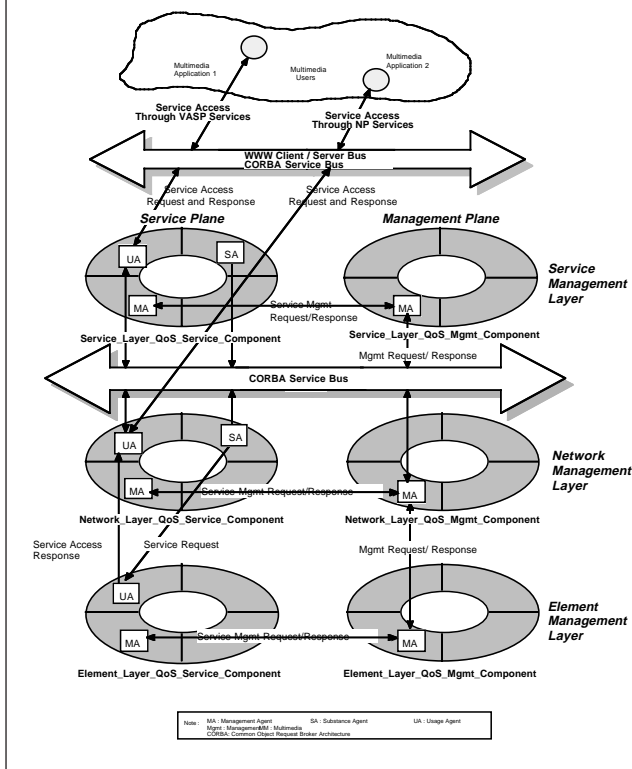 Multimedia
Application 1
Multimedia
Users
Multimedia
Application 2
Service Access
Through VASP Services
Service Access
Through NP Services
WWW Client / Server Bus
CORBA Service Bus
Service Access
Request and Response
Service Access
Request and Response
Service Plane
Management Plane
UA
SA
MA
MA
Service Mgmt
Request/Response
Service
Management
Layer
Service_Layer_QoS_Service_Component
Service_Layer_QoS_Mgmt_Component
Mgmt Request/ Response
CORBA Service Bus
UA
SA
MA
MA
Service Mgmt Request/Response
Network
Management
Layer
Network_Layer_QoS_Service_Component
Network_Layer_QoS_Mgmt_Component
Service Access
Response
Service Request
Mgmt Request/ Response
UA
MA
MA
Service Mgmt Request/Response
Element
Management
Layer
Element_Layer_QoS_Service_Component
Element_Layer_QoS_Mgmt_Component
Note : MA : Management Agent SA : Substance Agent UA : Usage Agent
Mgmt : Management MM : Multimedia
CORBA: Common Object Request Broker Architecture